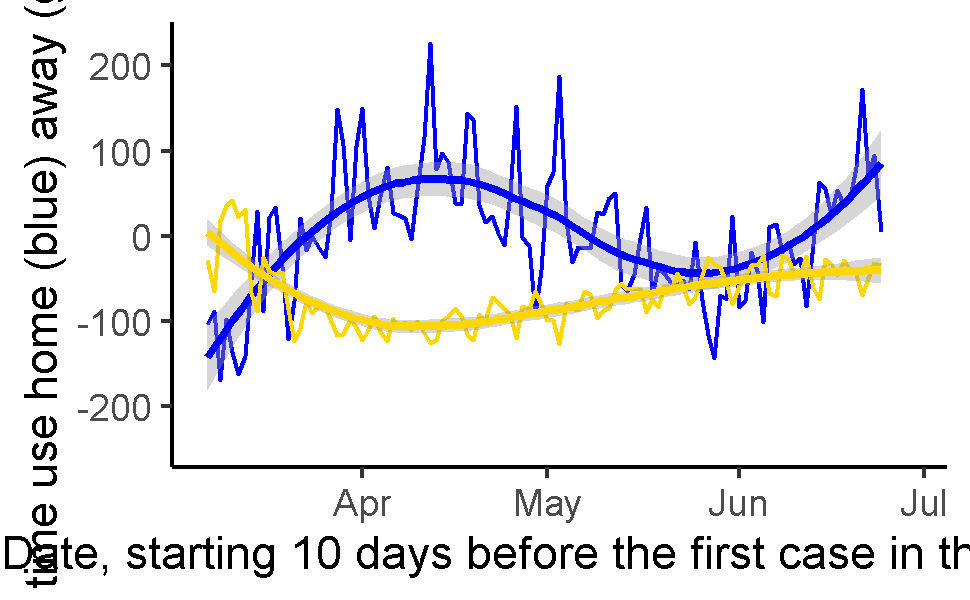 time use home (blue) away (
200
100
0
-100
-200
Apr May Jun Jul
Date, starting 10 days before the first case in th